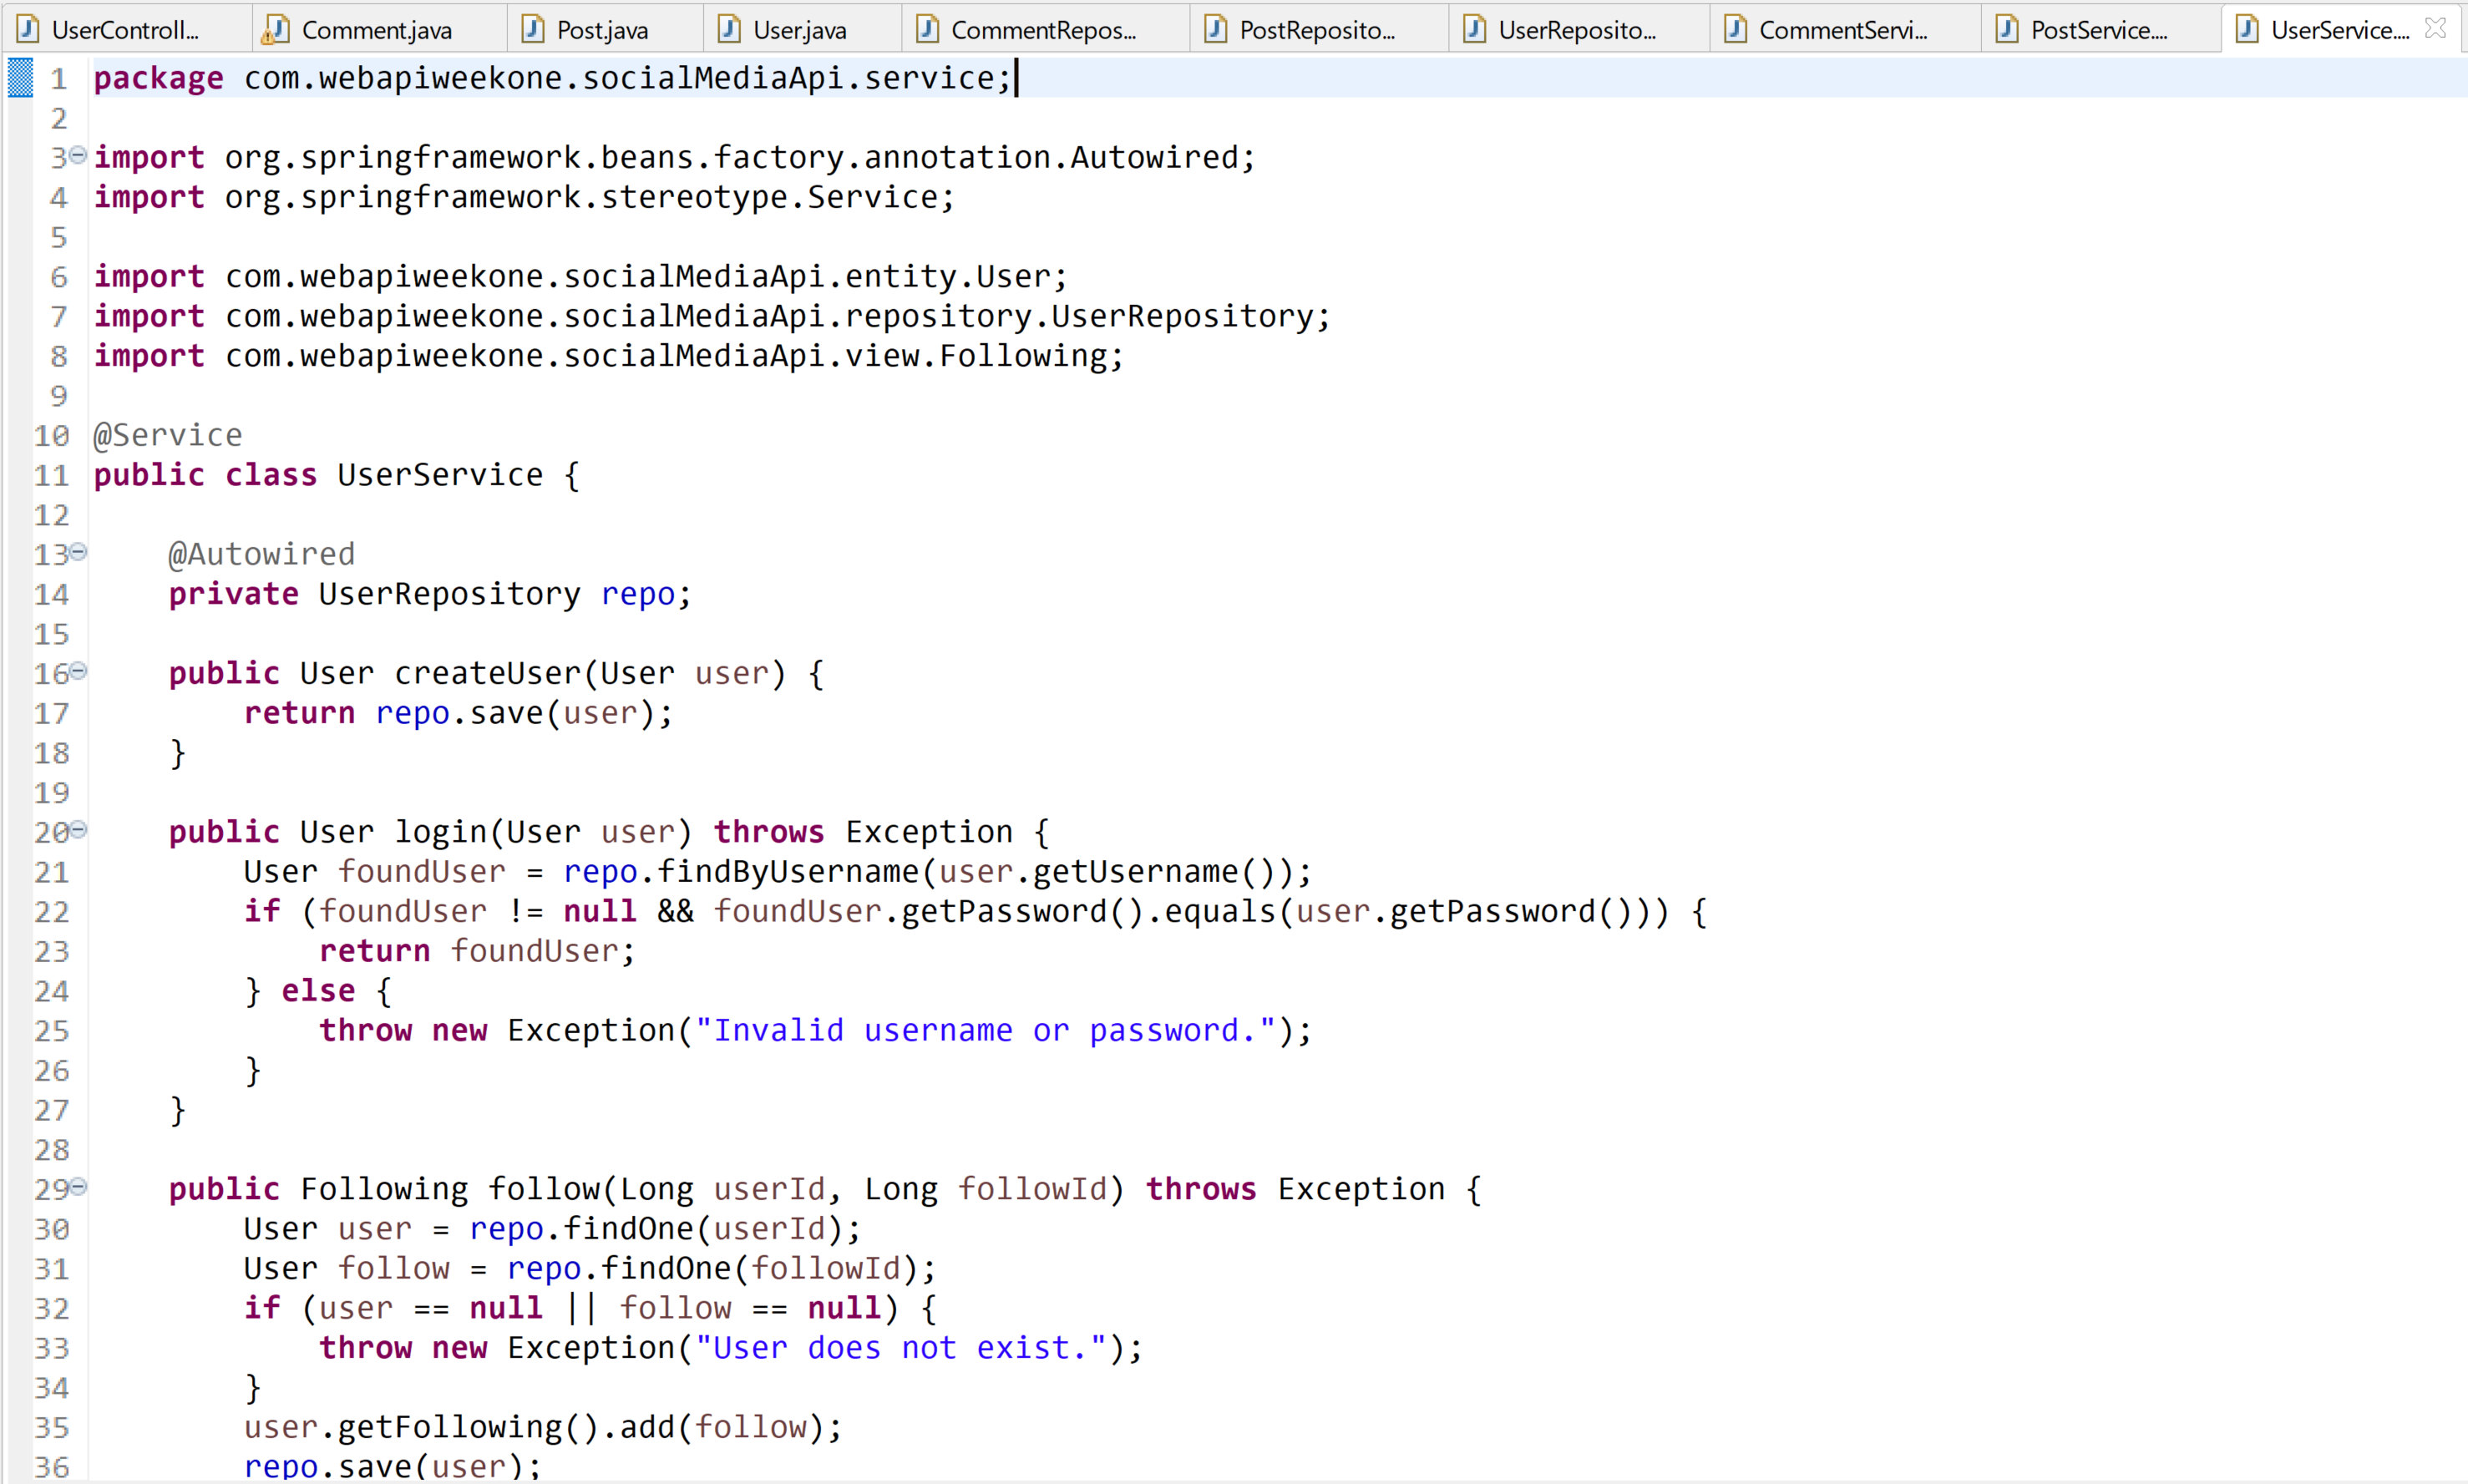 UserControll... Comment.java Post.java User.java CommentRepos... PostReposito... UserReposito... CommentServi... PostService.... UserService....
1 package com.webapiweekone.socialMediaApi.service;
2
3 import org.springframework.beans.factory.annotation.Autowired;
4 import org.springframework.stereotype.Service;
5
6 import com.webapiweekone.socialMediaApi.entity.User;
7 import com.webapiweekone.socialMediaApi.repository.UserRepository;
8 import com.webapiweekone.socialMediaApi.view.Following;
9
10 @Service
11 public class UserService {
12
13     @Autowired
14     private UserRepository repo;
15
16     public User createUser(User user) {
17         return repo.save(user);
18     }
19
20     public User login(User user) throws Exception {
21         User foundUser = repo.findByUsername(user.getUsername());
22         if (foundUser != null && foundUser.getPassword().equals(user.getPassword())) {
23             return foundUser;
24         } else {
25             throw new Exception("Invalid username or password.");
26         }
27     }
28
29     public Following follow(Long userId, Long followId) throws Exception {
30         User user = repo.findOne(userId);
31         User follow = repo.findOne(followId);
32         if (user == null || follow == null) {
33             throw new Exception("User does not exist.");
34         }
35         user.getFollowing().add(follow);
36         repo.save(user);